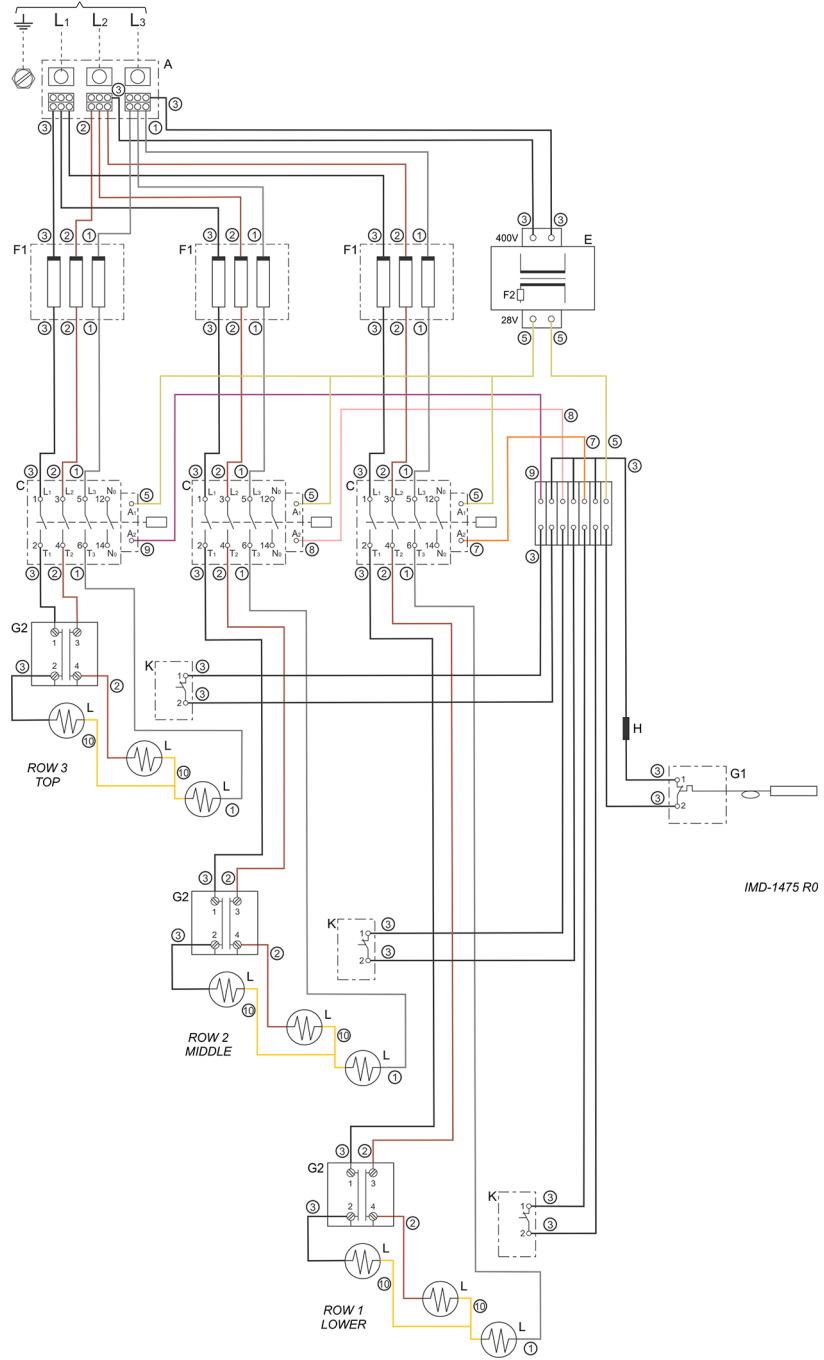 L1 L2 L3
A
3 3
3 2 1
3 2 1 3 2 1 3 2 1 3 3
F1 F1 F1 400V E
F2
28V
3 2 1 3 2 1 3 2 1 5 5
8 7 5
3 2 1 3 2 1 3 2 1 9 3
C C C
L1 L2 L3 N0 5 L1 L2 L3 N0 5 L1 L2 L3 N0 5
1 3 5 12 1 3 5 12 1 3 5 12
A1 A1 A1
A2 A2 A2
2 4 6 14 9 2 4 6 14 8 2 4 6 14 7
T1 T2 T3 N0 T1 T2 T3 N0 T1 T2 T3 N0
3
3 2 1 3 2 1 3 2 1
G2
1 3
3 2 4
2
K 3
1
3
2
L
10
L
10
L
1
ROW 3
TOP
H
3 G1
1
3
2
IMD-1475 R0
3 2
G2
1 3
3 2 4
2
K 3
1
3
2
L
10
L
10
L
1
ROW 2
MIDDLE
3 2
G2
1 3
3 2 4
2
K 3
1
3
2
L
10
L
10
L
1
ROW 1
LOWER